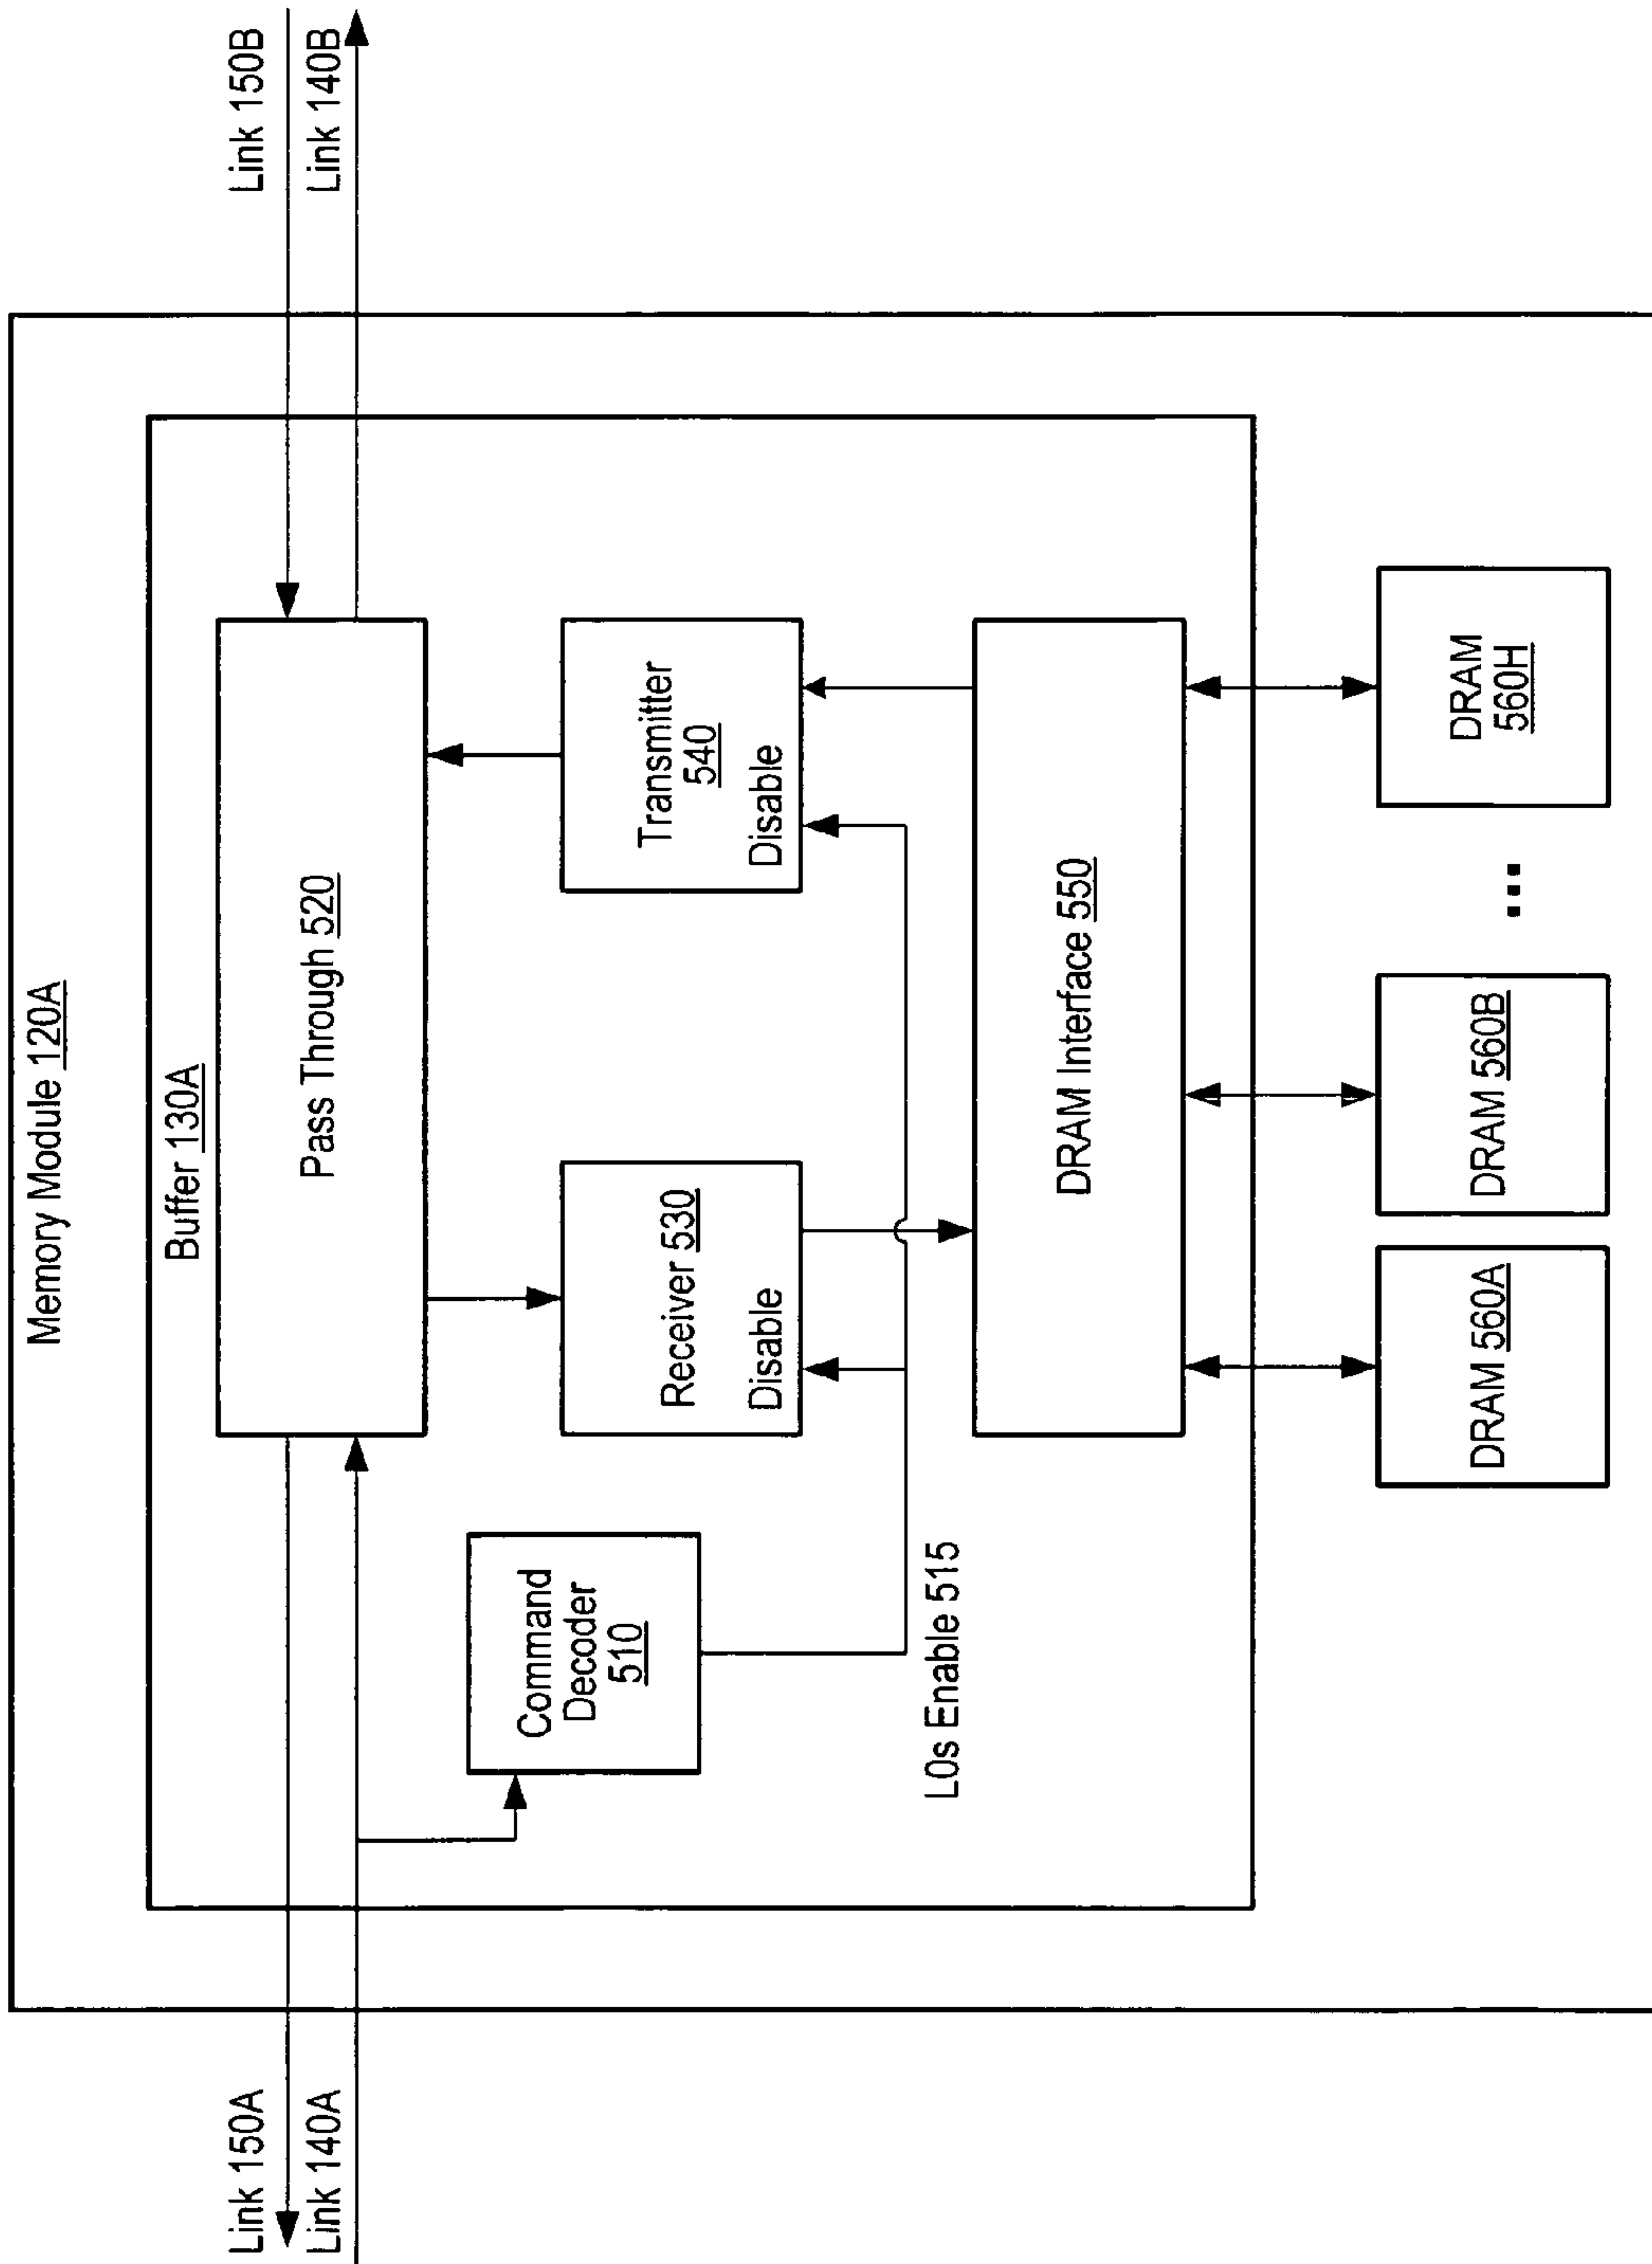 Memory Module 120A
Link 150A
Link 140A
Link 150B
Link 140B
Buffer 130A
Pass Through 520
Command
Decoder
510
Receiver 530
Disable
Transmitter
540
Disable
L0s Enable 515
DRAM Interface 550
DRAM 560A
DRAM 560B
...
DRAM
560H